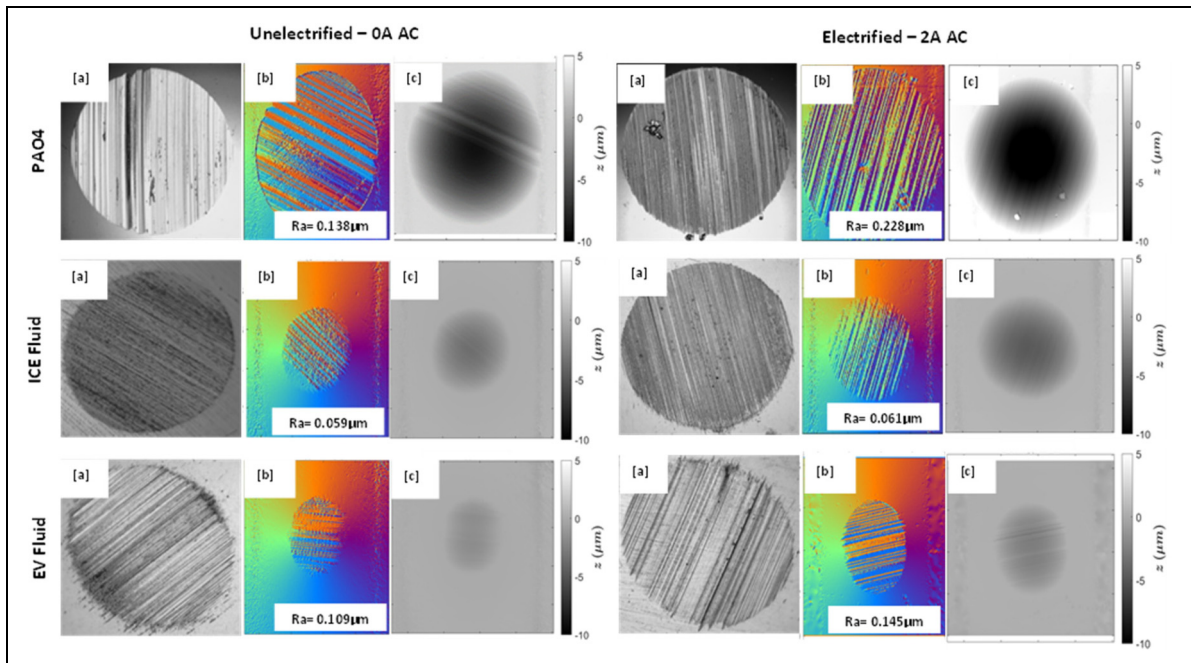 Unelectrified – 0A AC
Electrified – 2A AC
PAO4
[a]
[b]
[c]
Ra= 0.138µm
5
0
-5
-10
z (µm)
[a]
[b]
[c]
Ra= 0.228µm
5
0
-5
-10
z (µm)
ICE Fluid
[a]
[b]
[c]
Ra= 0.059µm
5
0
-5
-10
z (µm)
[a]
[b]
[c]
Ra= 0.061µm
5
0
-5
-10
z (µm)
EV Fluid
[a]
[b]
[c]
Ra= 0.109µm
5
0
-5
-10
z (µm)
[a]
[b]
[c]
Ra= 0.145µm
5
0
-5
-10
z (µm)